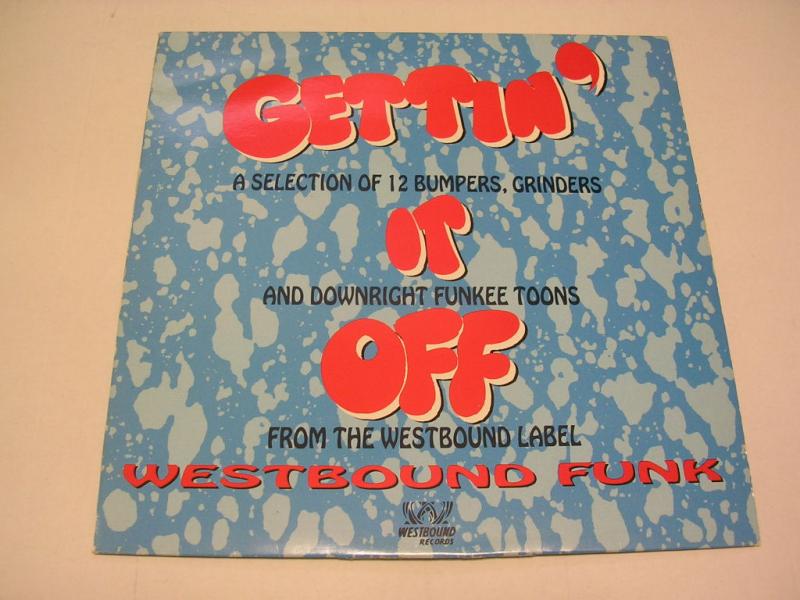 GETTIN'
A SELECTION OF 12 BUMPERS, GRINDERS
IT
AND DOWNRIGHT FUNKEE TOONS
OFF
FROM THE WESTBOUND LABEL
WESTBOUND FUNK
WESTBOUND
RECORDS